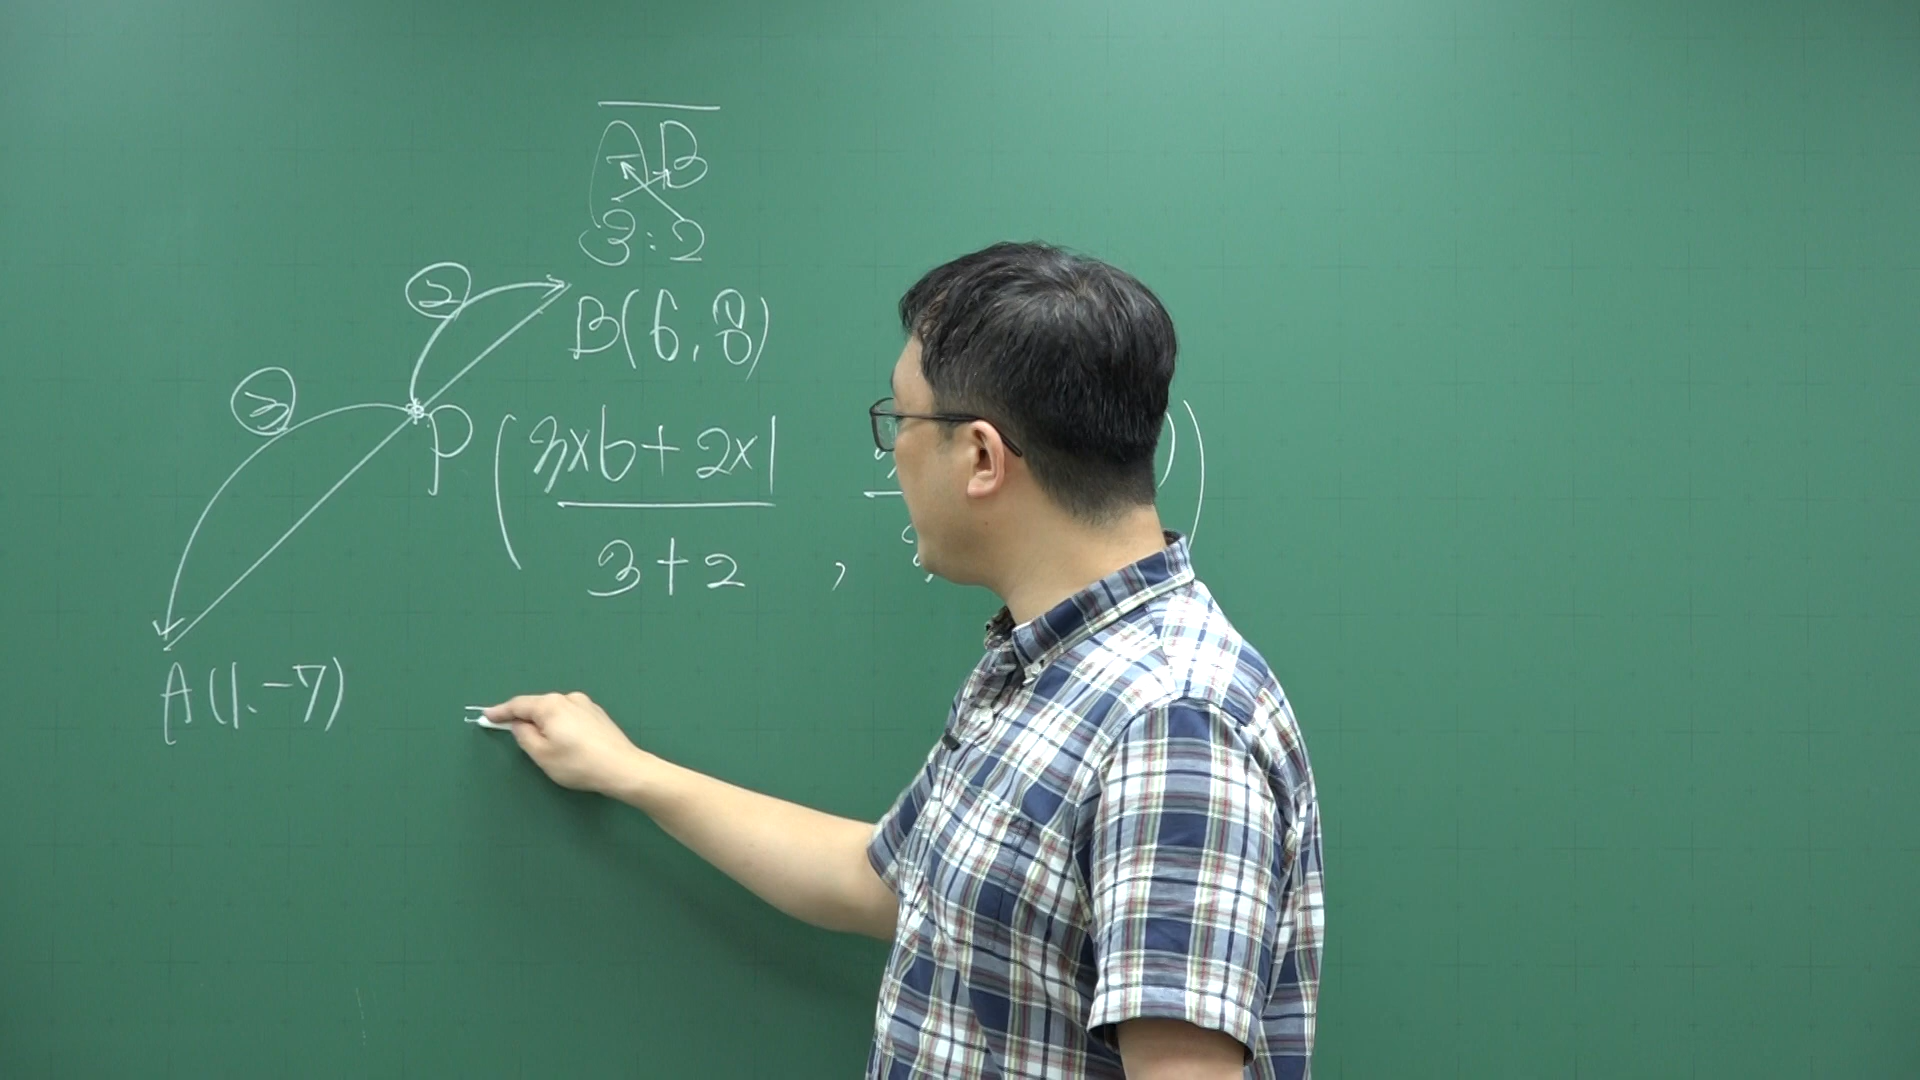 AB
3:2
②
B(6, 8)
③
P(3×6+2×1
3+2 ,
A(1, -7)
=